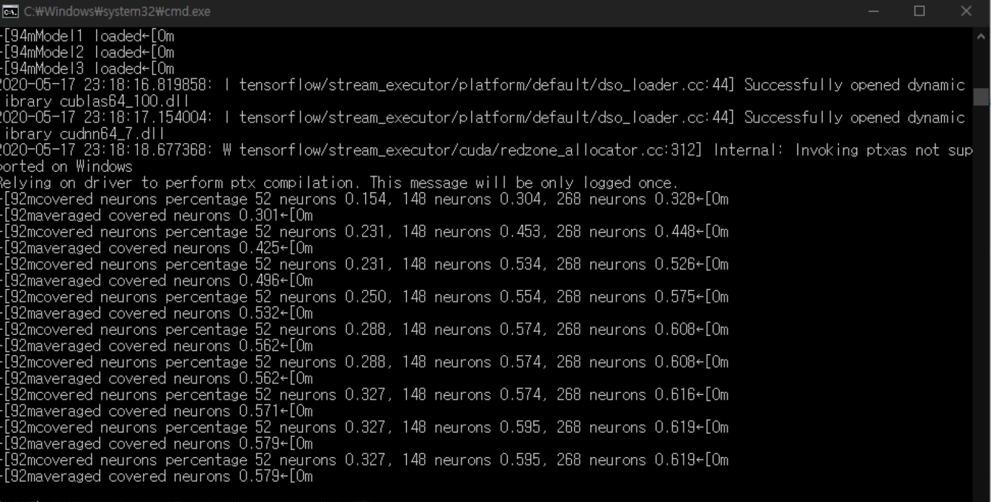 C:\Windows\system32\cmd.exe
←[94mModel1 loaded←[0m
←[94mModel2 loaded←[0m
←[94mModel3 loaded←[0m
2020-05-17 23:18:16.819858: I tensorflow/stream_executor/platform/default/dso_loader.cc:44] Successfully opened dynamic
library cublas64_100.dll
2020-05-17 23:18:17.154004: I tensorflow/stream_executor/platform/default/dso_loader.cc:44] Successfully opened dynamic
library cudnn64_7.dll
2020-05-17 23:18:18.677368: W tensorflow/stream_executor/cuda/redzone_allocator.cc:312] Internal: Invoking ptxas not sup
ported on Windows
Relying on driver to perform ptx compilation. This message will be only logged once.
←[92mcovered neurons percentage 52 neurons 0.154, 148 neurons 0.304, 268 neurons 0.328←[0m
←[92maveraged covered neurons 0.301←[0m
←[92mcovered neurons percentage 52 neurons 0.231, 148 neurons 0.453, 268 neurons 0.448←[0m
←[92maveraged covered neurons 0.425←[0m
←[92mcovered neurons percentage 52 neurons 0.231, 148 neurons 0.534, 268 neurons 0.526←[0m
←[92maveraged covered neurons 0.496←[0m
←[92mcovered neurons percentage 52 neurons 0.250, 148 neurons 0.554, 268 neurons 0.575←[0m
←[92maveraged covered neurons 0.532←[0m
←[92mcovered neurons percentage 52 neurons 0.288, 148 neurons 0.574, 268 neurons 0.608←[0m
←[92maveraged covered neurons 0.562←[0m
←[92mcovered neurons percentage 52 neurons 0.288, 148 neurons 0.574, 268 neurons 0.608←[0m
←[92maveraged covered neurons 0.562←[0m
←[92mcovered neurons percentage 52 neurons 0.327, 148 neurons 0.574, 268 neurons 0.616←[0m
←[92maveraged covered neurons 0.571←[0m
←[92mcovered neurons percentage 52 neurons 0.327, 148 neurons 0.595, 268 neurons 0.619←[0m
←[92maveraged covered neurons 0.579←[0m
←[92mcovered neurons percentage 52 neurons 0.327, 148 neurons 0.595, 268 neurons 0.619←[0m
←[92maveraged covered neurons 0.579←[0m